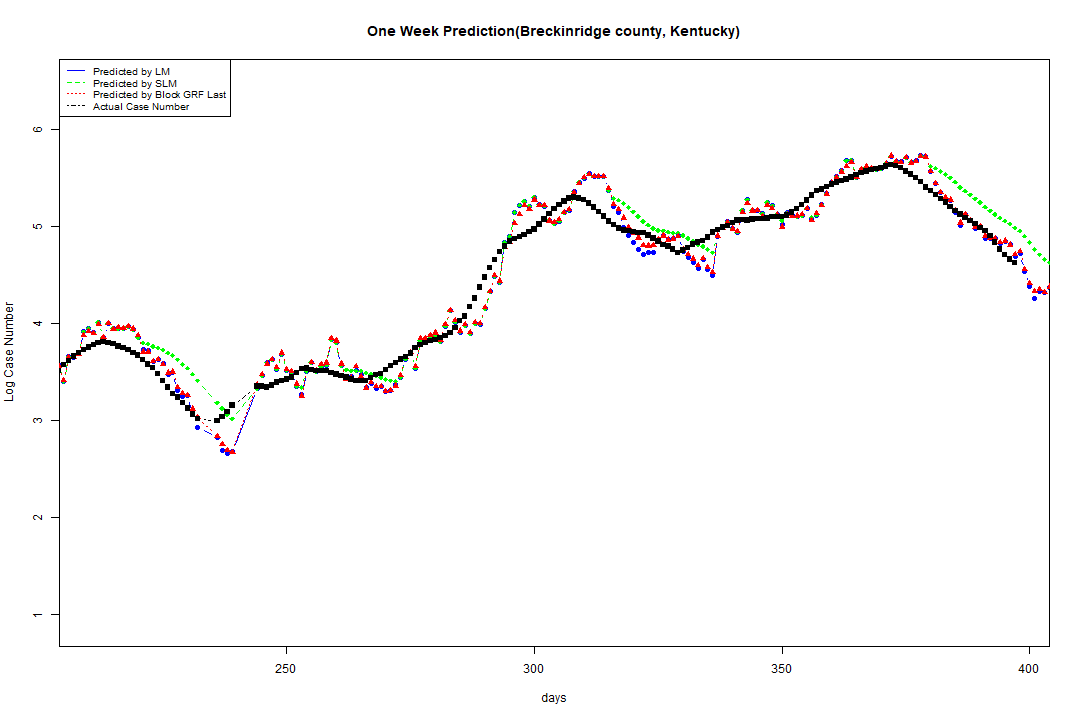 One Week Prediction(Breckinridge county, Kentucky)
Predicted by LM
Predicted by SLM
Predicted by Block GRF Last
Actual Case Number
Log Case Number
6
5
4
3
2
1
250 300 350 400
days